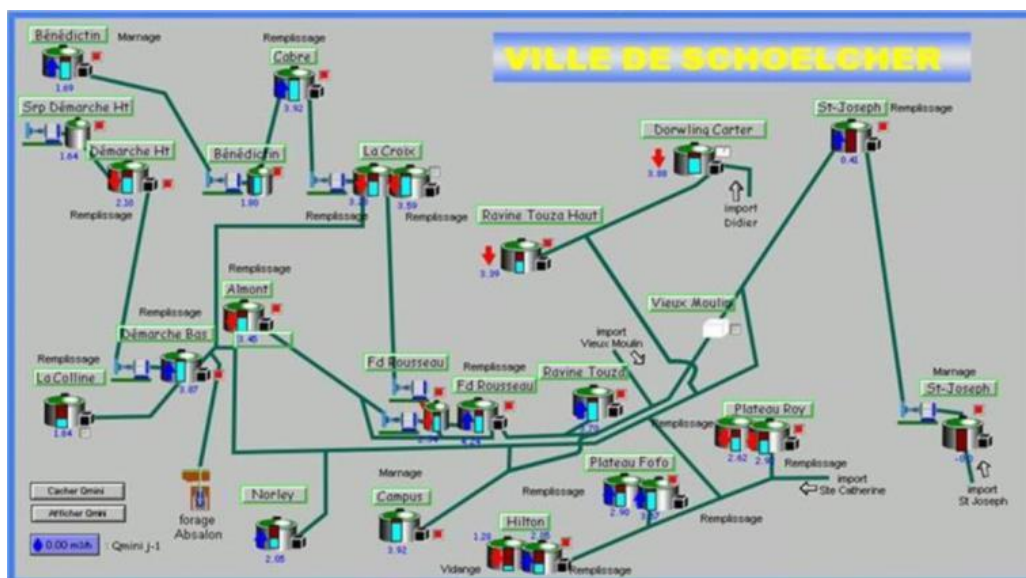 VILLE DE SCHOELCHER
Bénédictin
Marnage
1.69
Remplissage
Cabre
3.92
Srp Démarche Ht
1.64
Démarche Ht
2.10
Remplissage
Bénédictin
1.90
La Croix
3.59
Remplissage
Remplissage
Dorwling Carter
3.88
import
Didier
St-Joseph
Remplissage
0.41
Ravine Touza Haut
3.39
Remplissage
Almont
3.45
Vieux Moulin
import
Vieux Moulin
Remplissage
Démarche Bas
3.07
Remplissage
La Colline
1.64
Fd Rousseau
Remplissage
Fd Rousseau
Ravine Touza
Marnage
St-Joseph
import
St Joseph
Plateau Roy
Remplissage
2.62
Remplissage
import
Ste Catherine
Plateau Fofo
Remplissage
2.90
Remplissage
Marnage
Campus
3.92
Norley
2.05
forage
Absalon
Hilton
1.20
2.05
Vidange
Remplissage
Cacher Qmini
Afficher Qmini
0.00 m3/h
: Qmini j-1